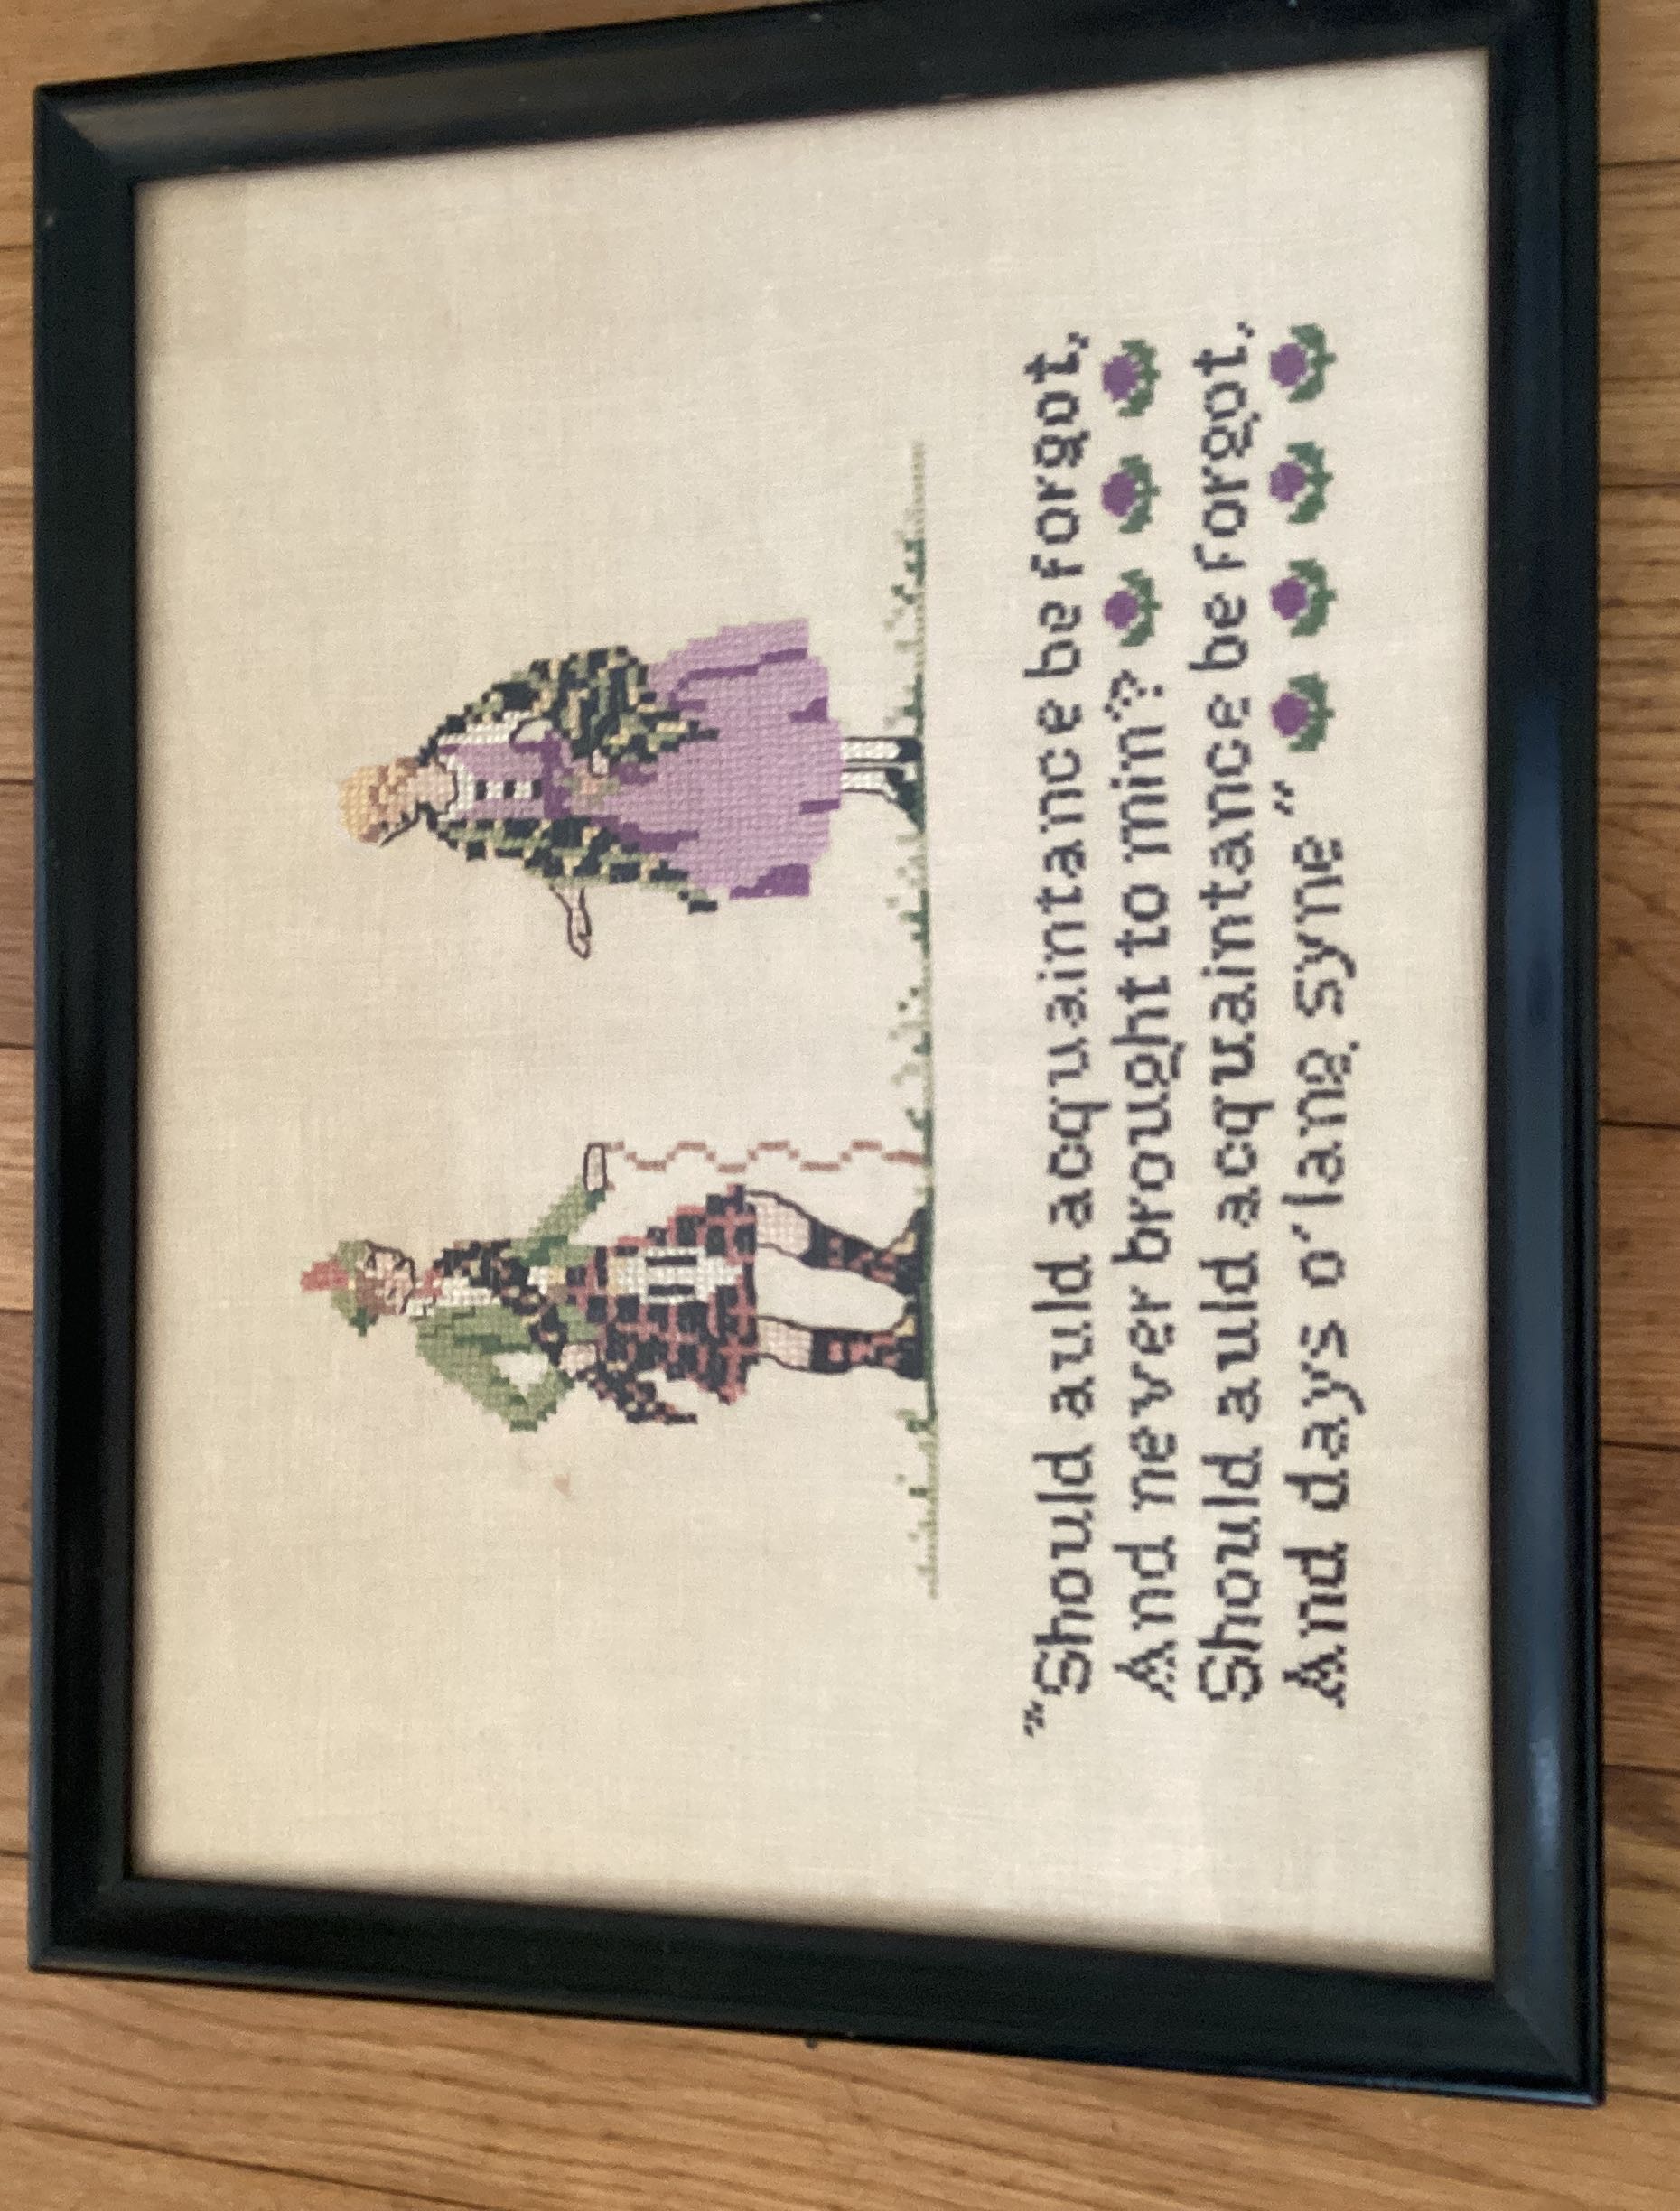 "Should auld acquaintance be forgot,
And never brought to min'?
Should auld acquaintance be forgot,
And days o' lang syne"